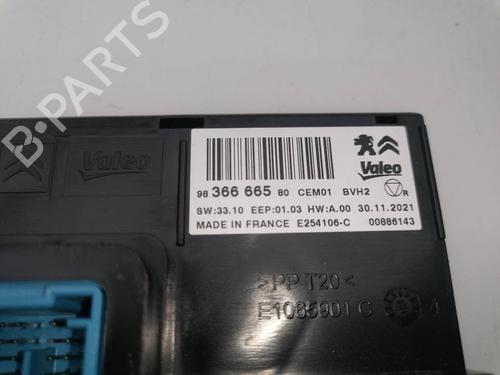 B-PARTS
Valeo
Valeo
98 366 665 80 CEM01 BVH2 R
SW:33.10 EEP:01.03 HW:A.00 30.11.2021
MADE IN FRANCE E254106-C 00886143
>PP T20<
E1065901 C 4